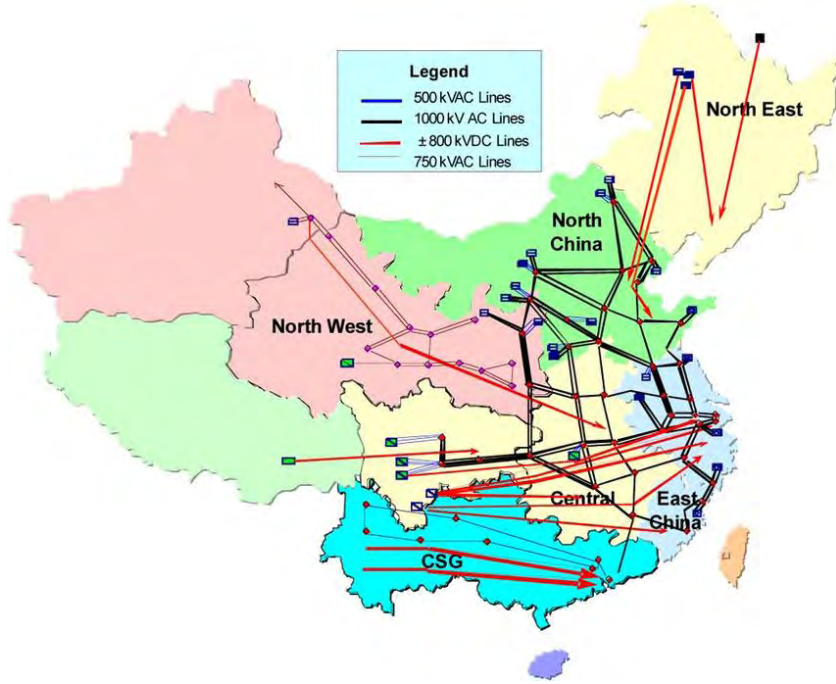 Legend
500 kVAC Lines
1000 kV AC Lines
±800 kVDC Lines
750 kVAC Lines
North East
North
China
North West
Central
East
China
CSG